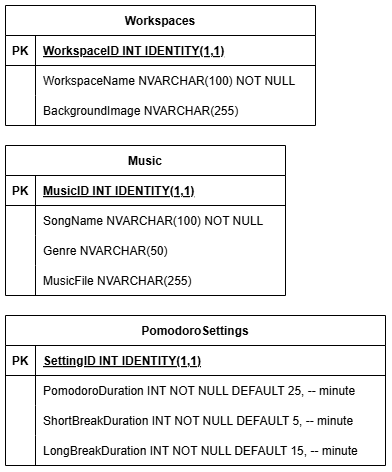 Workspaces
PK WorkspaceID INT IDENTITY(1,1)
WorkspaceName NVARCHAR(100) NOT NULL
BackgroundImage NVARCHAR(255)
Music
PK MusicID INT IDENTITY(1,1)
SongName NVARCHAR(100) NOT NULL
Genre NVARCHAR(50)
MusicFile NVARCHAR(255)
PomodoroSettings
PK SettingID INT IDENTITY(1,1)
PomodoroDuration INT NOT NULL DEFAULT 25, -- minute
ShortBreakDuration INT NOT NULL DEFAULT 5, -- minute
LongBreakDuration INT NOT NULL DEFAULT 15, -- minute